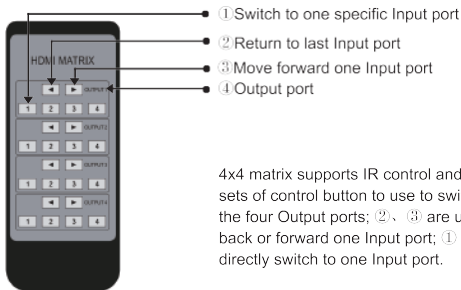 ①Switch to one specific Input port
②Return to last Input port
③Move forward one Input port
④Output port
HDMI MATRIX
◄ ► OUTPUT1
1 2 3 4
◄ ► OUTPUT2
1 2 3 4
◄ ► OUTPUT3
1 2 3 4
◄ ► OUTPUT4
1 2 3 4
4x4 matrix supports IR control and
sets of control button to use to swi
the four Output ports; ②、③ are u
back or forward one Input port; ①
directly switch to one Input port.